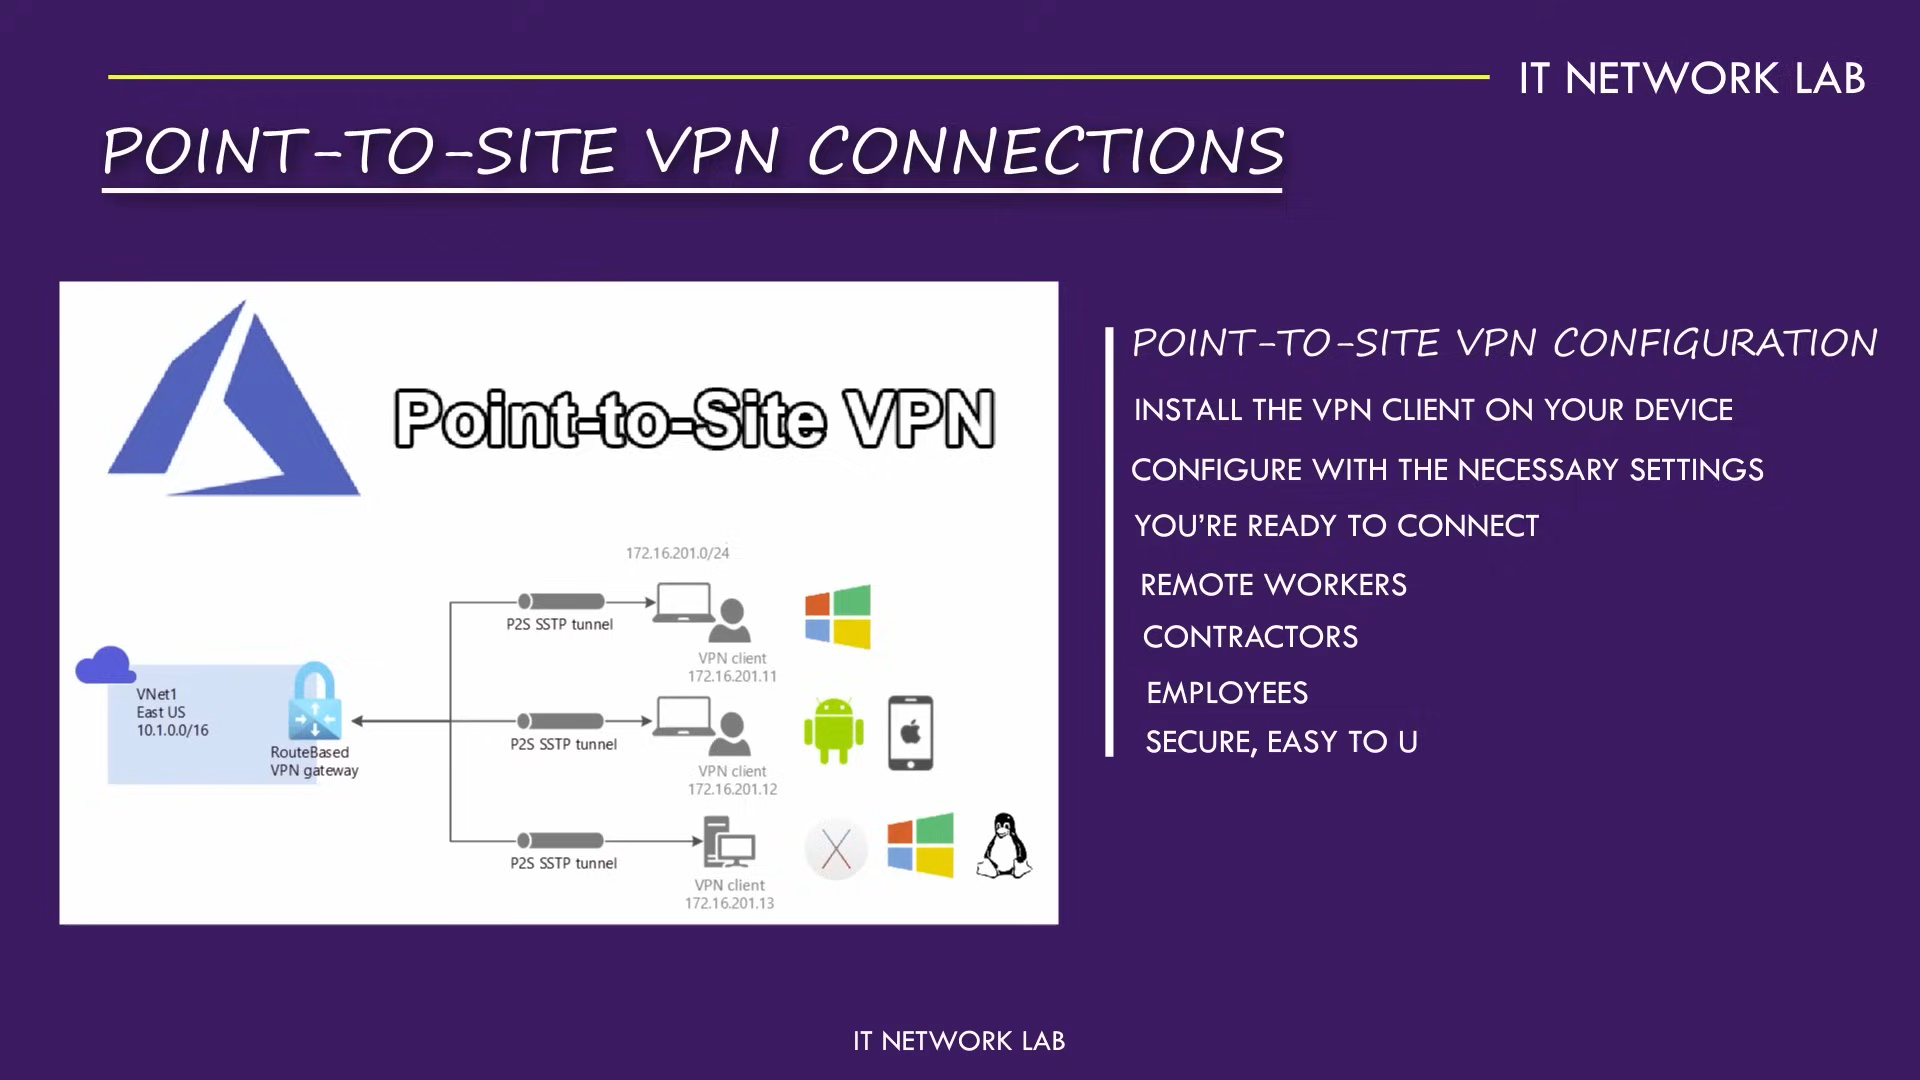 IT NETWORK LAB
POINT-TO-SITE VPN CONNECTIONS
Point-to-Site VPN
172.16.201.0/24
P2S SSTP tunnel
VPN client
172.16.201.11
VNet1
East US
10.1.0.0/16
RouteBased
VPN gateway
P2S SSTP tunnel
VPN client
172.16.201.12
P2S SSTP tunnel
VPN client
172.16.201.13
POINT-TO-SITE VPN CONFIGURATION
INSTALL THE VPN CLIENT ON YOUR DEVICE
CONFIGURE WITH THE NECESSARY SETTINGS
YOU'RE READY TO CONNECT
REMOTE WORKERS
CONTRACTORS
EMPLOYEES
SECURE, EASY TO U
IT NETWORK LAB